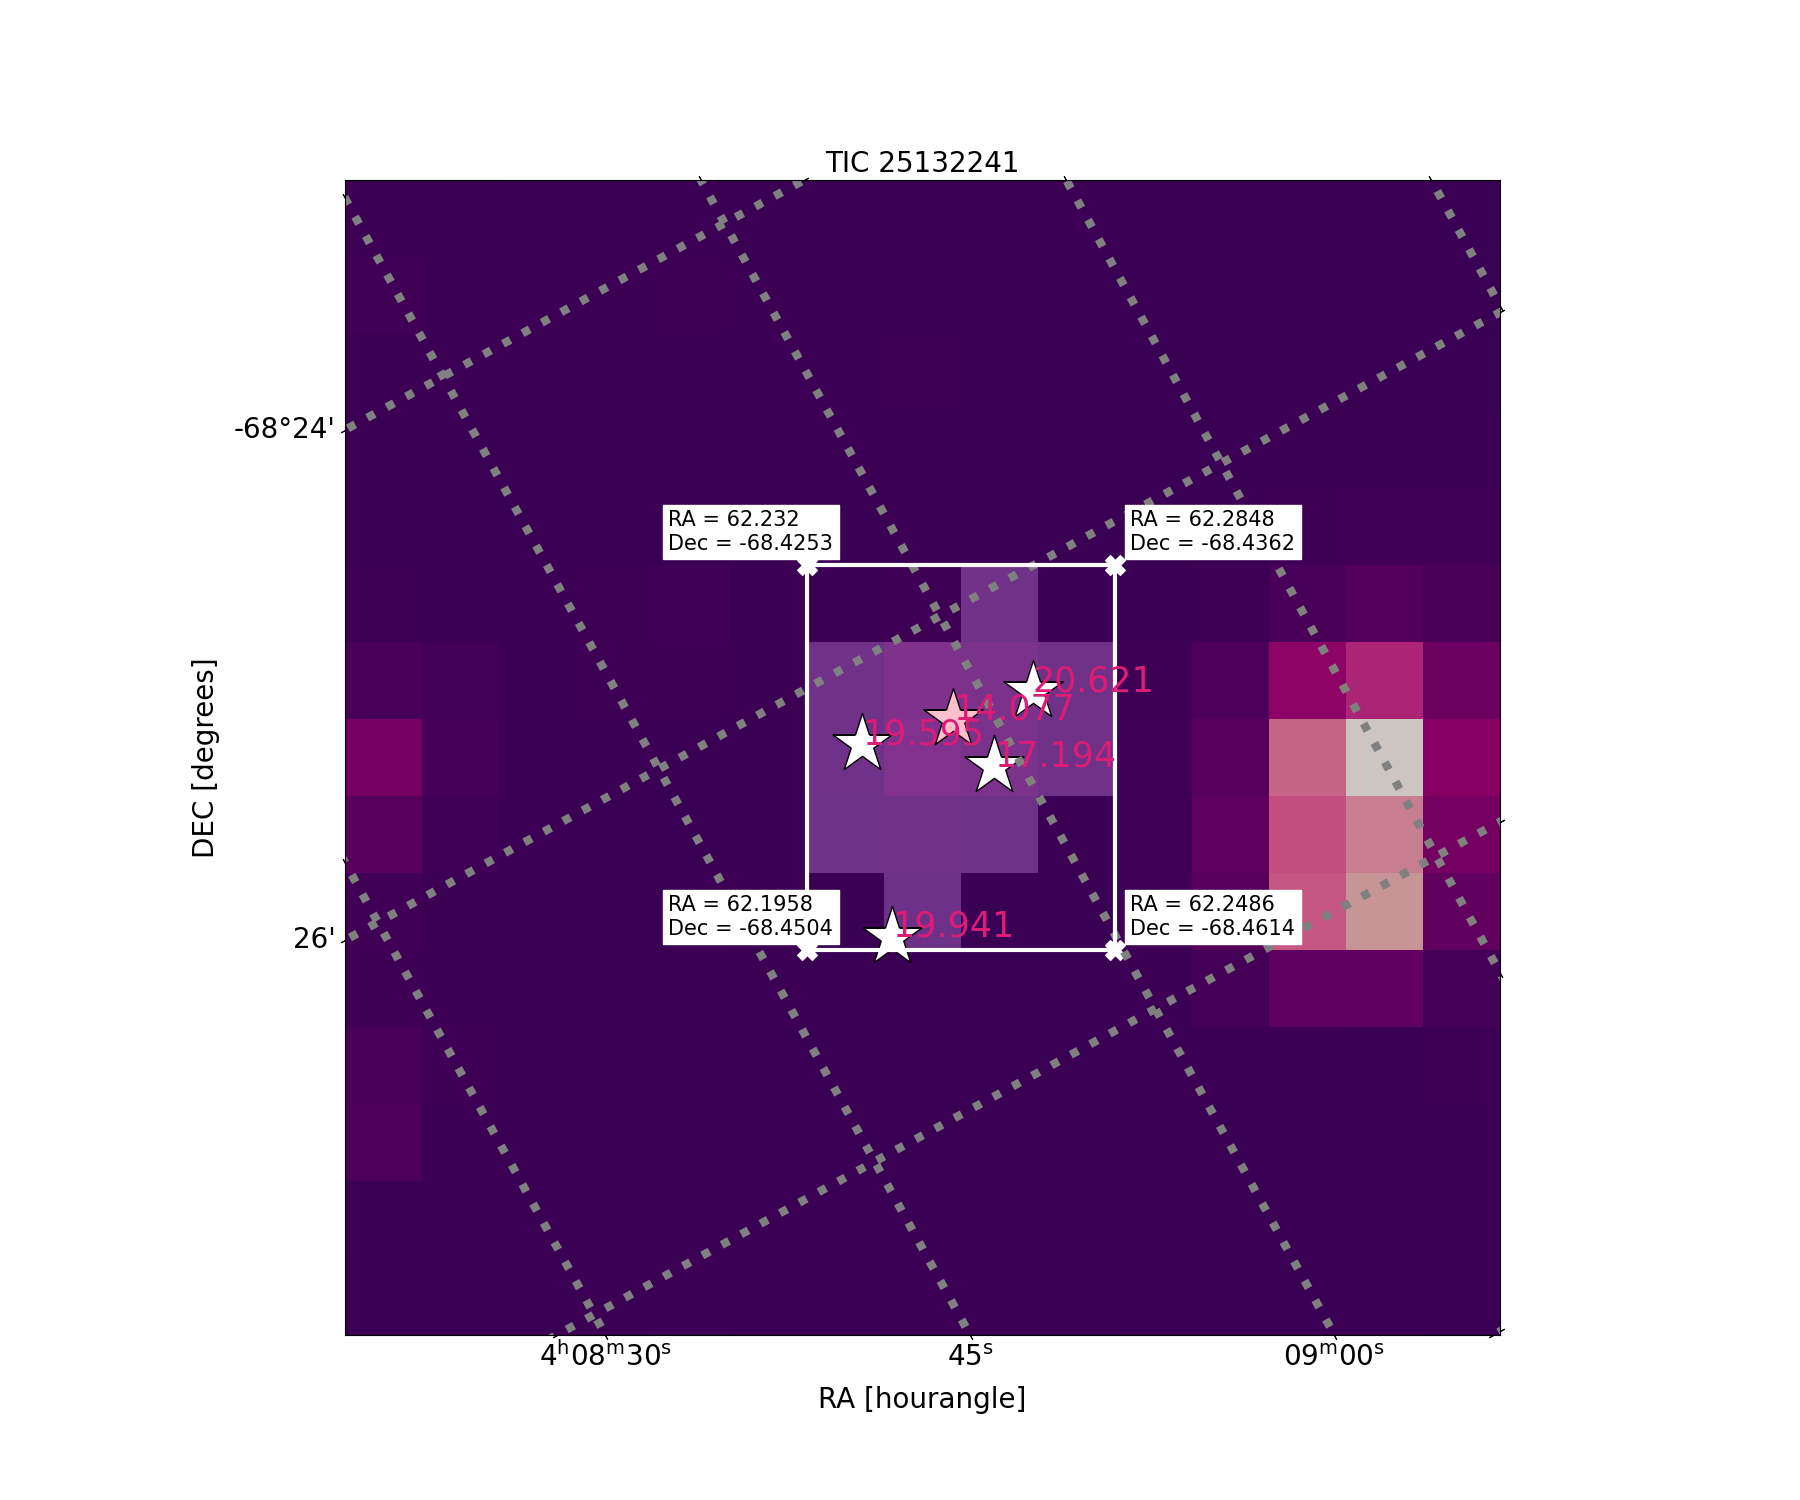 TIC 25132241
-68°24'
RA = 62.232
Dec = -68.4253
RA = 62.2848
Dec = -68.4362
20.621
14.077
19.595
17.194
DEC [degrees]
RA = 62.1958
Dec = -68.4504
19.941
RA = 62.2486
Dec = -68.4614
26'
4ʰ08ᵐ30ˢ
45ˢ
09ᵐ00ˢ
RA [hourangle]